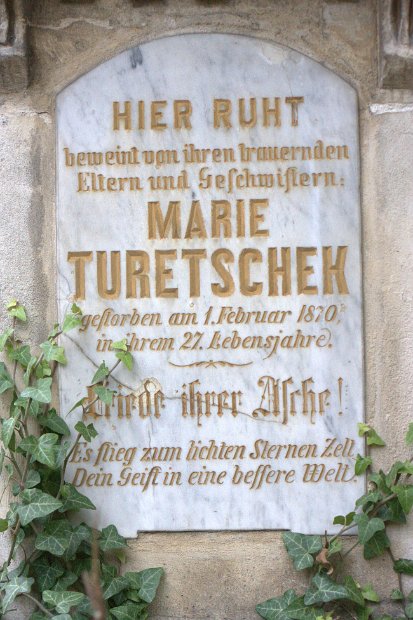 HIER RUHT
beweint von ihren trauernden
Eltern und Geschwistern:
MARIE
TURETSCHEK
gestorben am 1. Februar 1870,
in ihrem 27. Lebensjahre.
Friede ihrer Asche!
Es stieg zum lichten Sternen Zelt
Dein Geist in eine bessere Welt.